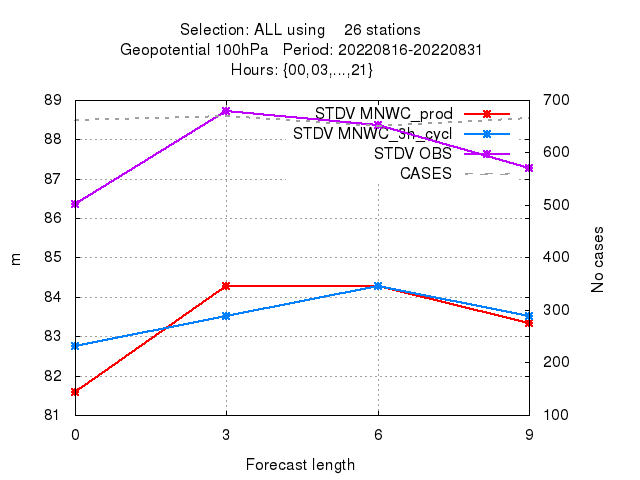 Selection: ALL using    26 stations
Geopotential 100hPa   Period: 20220816-20220831
Hours: {00,03,...,21}
STDV MNWC_prod
STDV MNWC_3h_cycl
STDV OBS
CASES
89
88
87
86
85
84
83
82
81
700
600
500
400
300
200
100
m
No cases
0
3
6
9
Forecast length